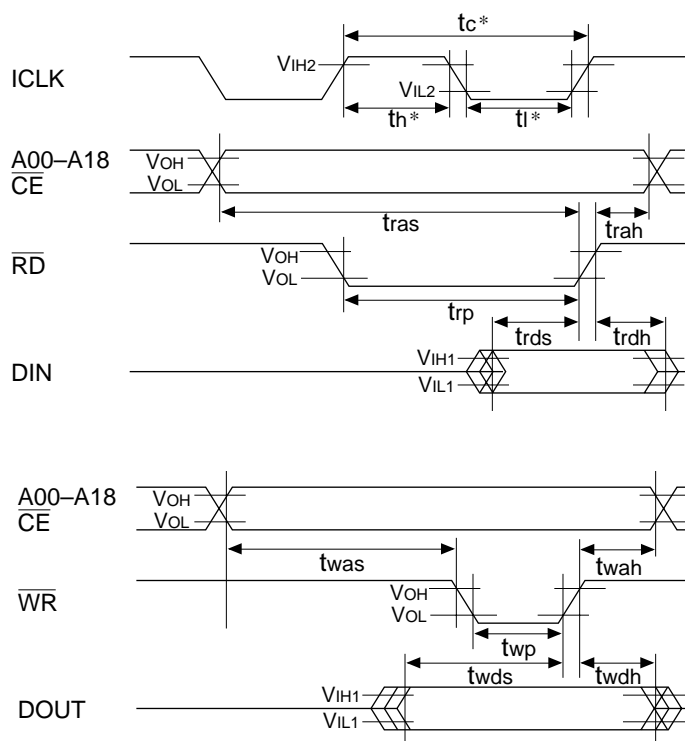 tc*
VIH2
ICLK
VIL2
th* tl*
A00–A18
CE
VOH
VOL
tras trah
RD
VOH
VOL
trp
trds trdh
DIN
VIH1
VIL1
A00–A18
CE
VOH
VOL
twas twah
WR
VOH
VOL
twp
twds twdh
DOUT
VIH1
VIL1